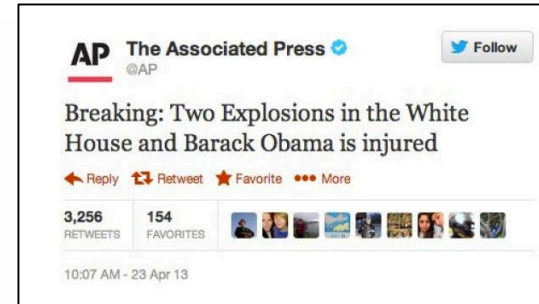 AP The Associated Press Follow
@AP
Breaking: Two Explosions in the White
House and Barack Obama is injured
Reply Retweet Favorite More
3,256 154
RETWEETS FAVORITES
10:07 AM - 23 Apr 13